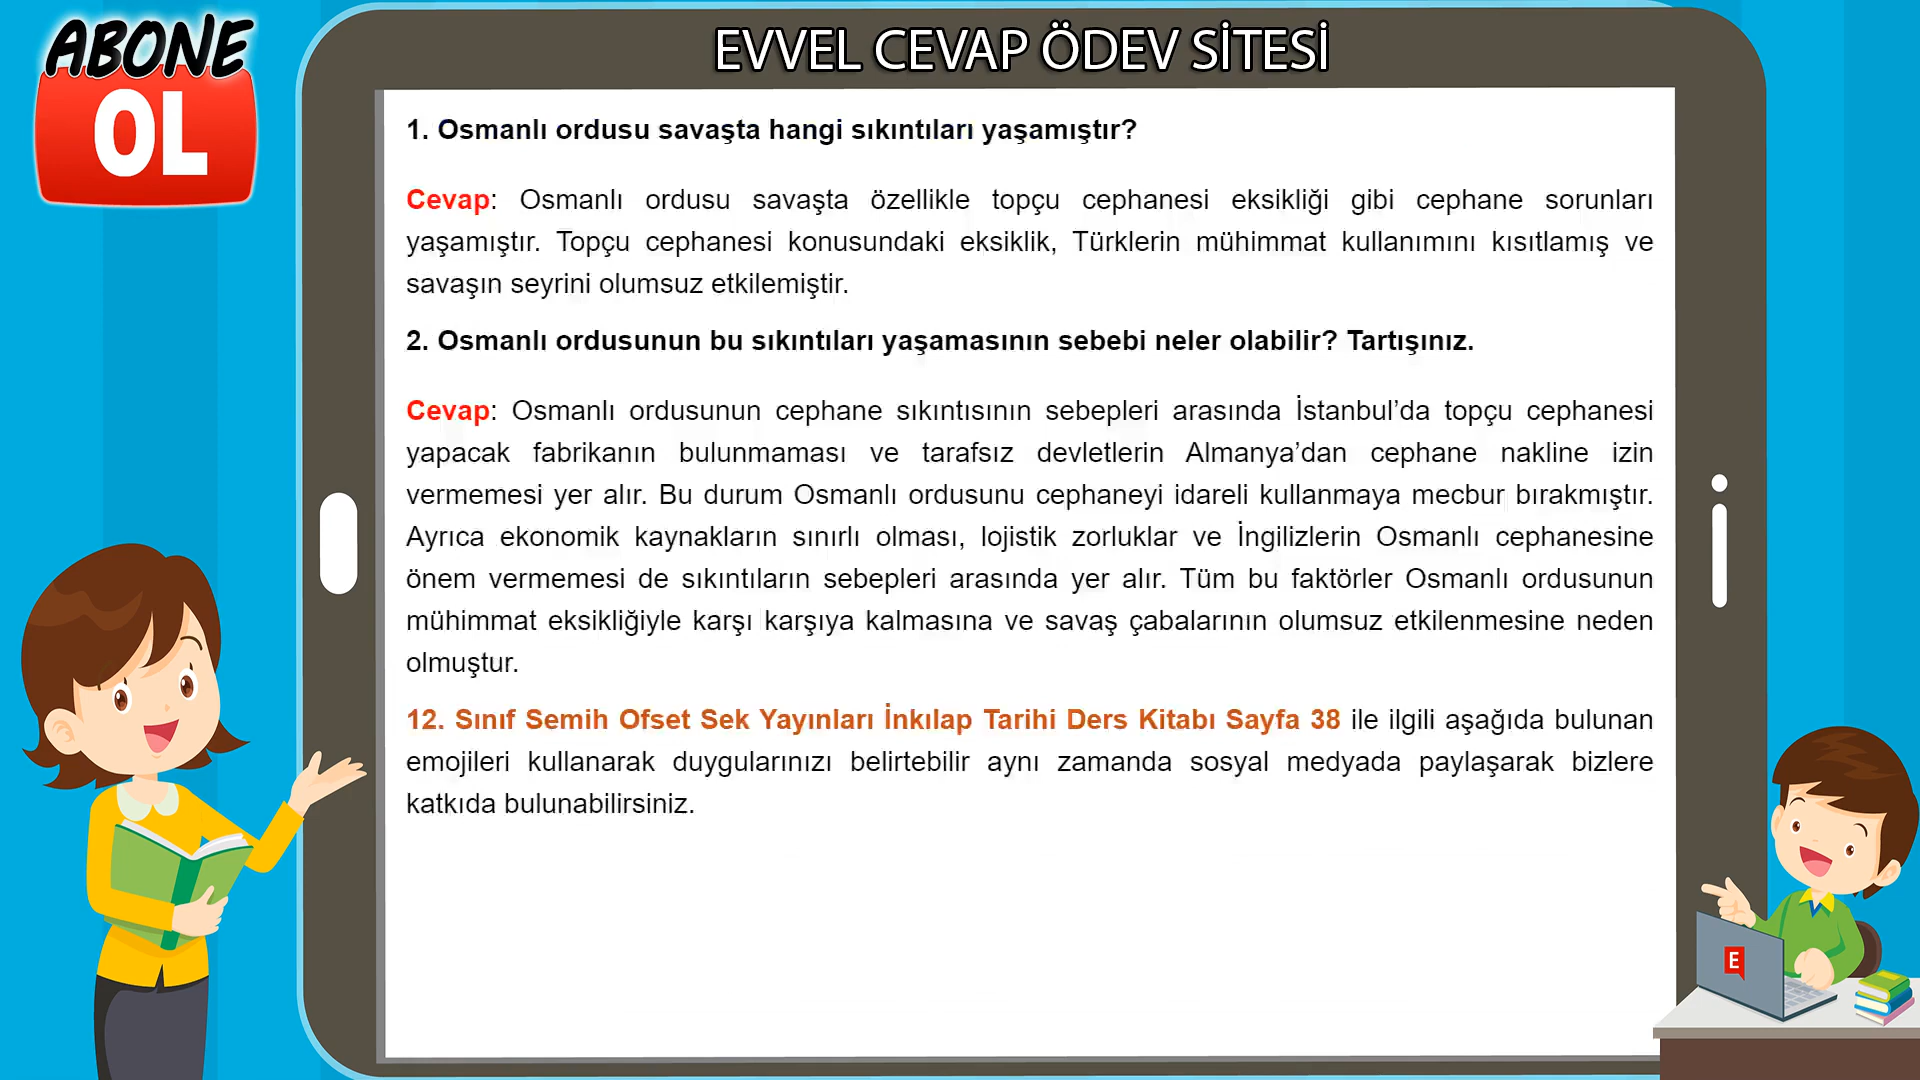 ABONE
OL
EVVEL CEVAP ÖDEV SİTESİ
1. Osmanlı ordusu savaşta hangi sıkıntıları yaşamıştır?
Cevap: Osmanlı ordusu savaşta özellikle topçu cephanesi eksikliği gibi cephane sorunları
yaşamıştır. Topçu cephanesi konusundaki eksiklik, Türklerin mühimmat kullanımını kısıtlamış ve
savaşın seyrini olumsuz etkilemiştir.
2. Osmanlı ordusunun bu sıkıntıları yaşamasının sebebi neler olabilir? Tartışınız.
Cevap: Osmanlı ordusunun cephane sıkıntısının sebepleri arasında İstanbul’da topçu cephanesi
yapacak fabrikanın bulunmaması ve tarafsız devletlerin Almanya’dan cephane nakline izin
vermemesi yer alır. Bu durum Osmanlı ordusunu cephaneyi idareli kullanmaya mecbur bırakmıştır.
Ayrıca ekonomik kaynakların sınırlı olması, lojistik zorluklar ve İngilizlerin Osmanlı cephanesine
önem vermemesi de sıkıntıların sebepleri arasında yer alır. Tüm bu faktörler Osmanlı ordusunun
mühimmat eksikliğiyle karşı karşıya kalmasına ve savaş çabalarının olumsuz etkilenmesine neden
olmuştur.
12. Sınıf Semih Ofset Sek Yayınları İnkılap Tarihi Ders Kitabı Sayfa 38 ile ilgili aşağıda bulunan
emojileri kullanarak duygularınızı belirtebilir aynı zamanda sosyal medyada paylaşarak bizlere
katkıda bulunabilirsiniz.
E